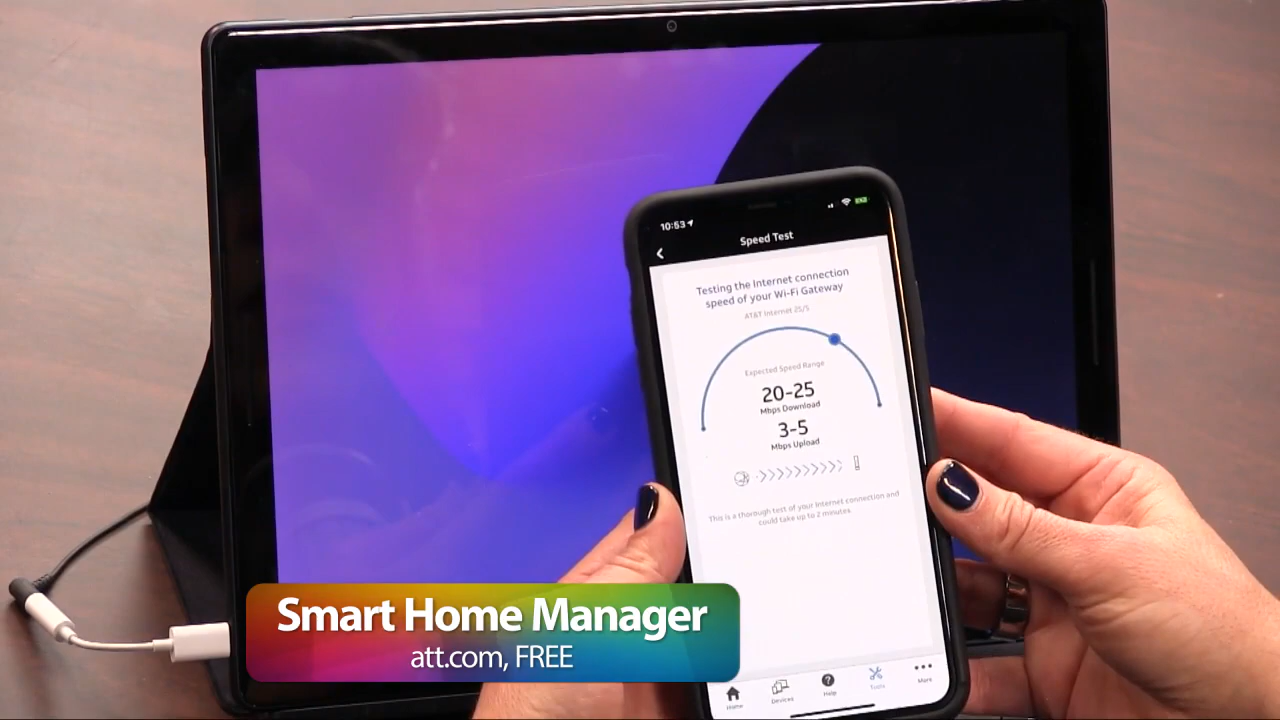 10:53
Speed Test
Testing the Internet connection
speed of your Wi-Fi Gateway
AT&T Internet 25/5
Expected Speed Range
20-25
Mbps Download
3-5
Mbps Upload
This is a thorough test of your Internet connection and
could take up to 2 minutes.
Home
Devices
Help
Tools
More
Smart Home Manager
att.com, FREE